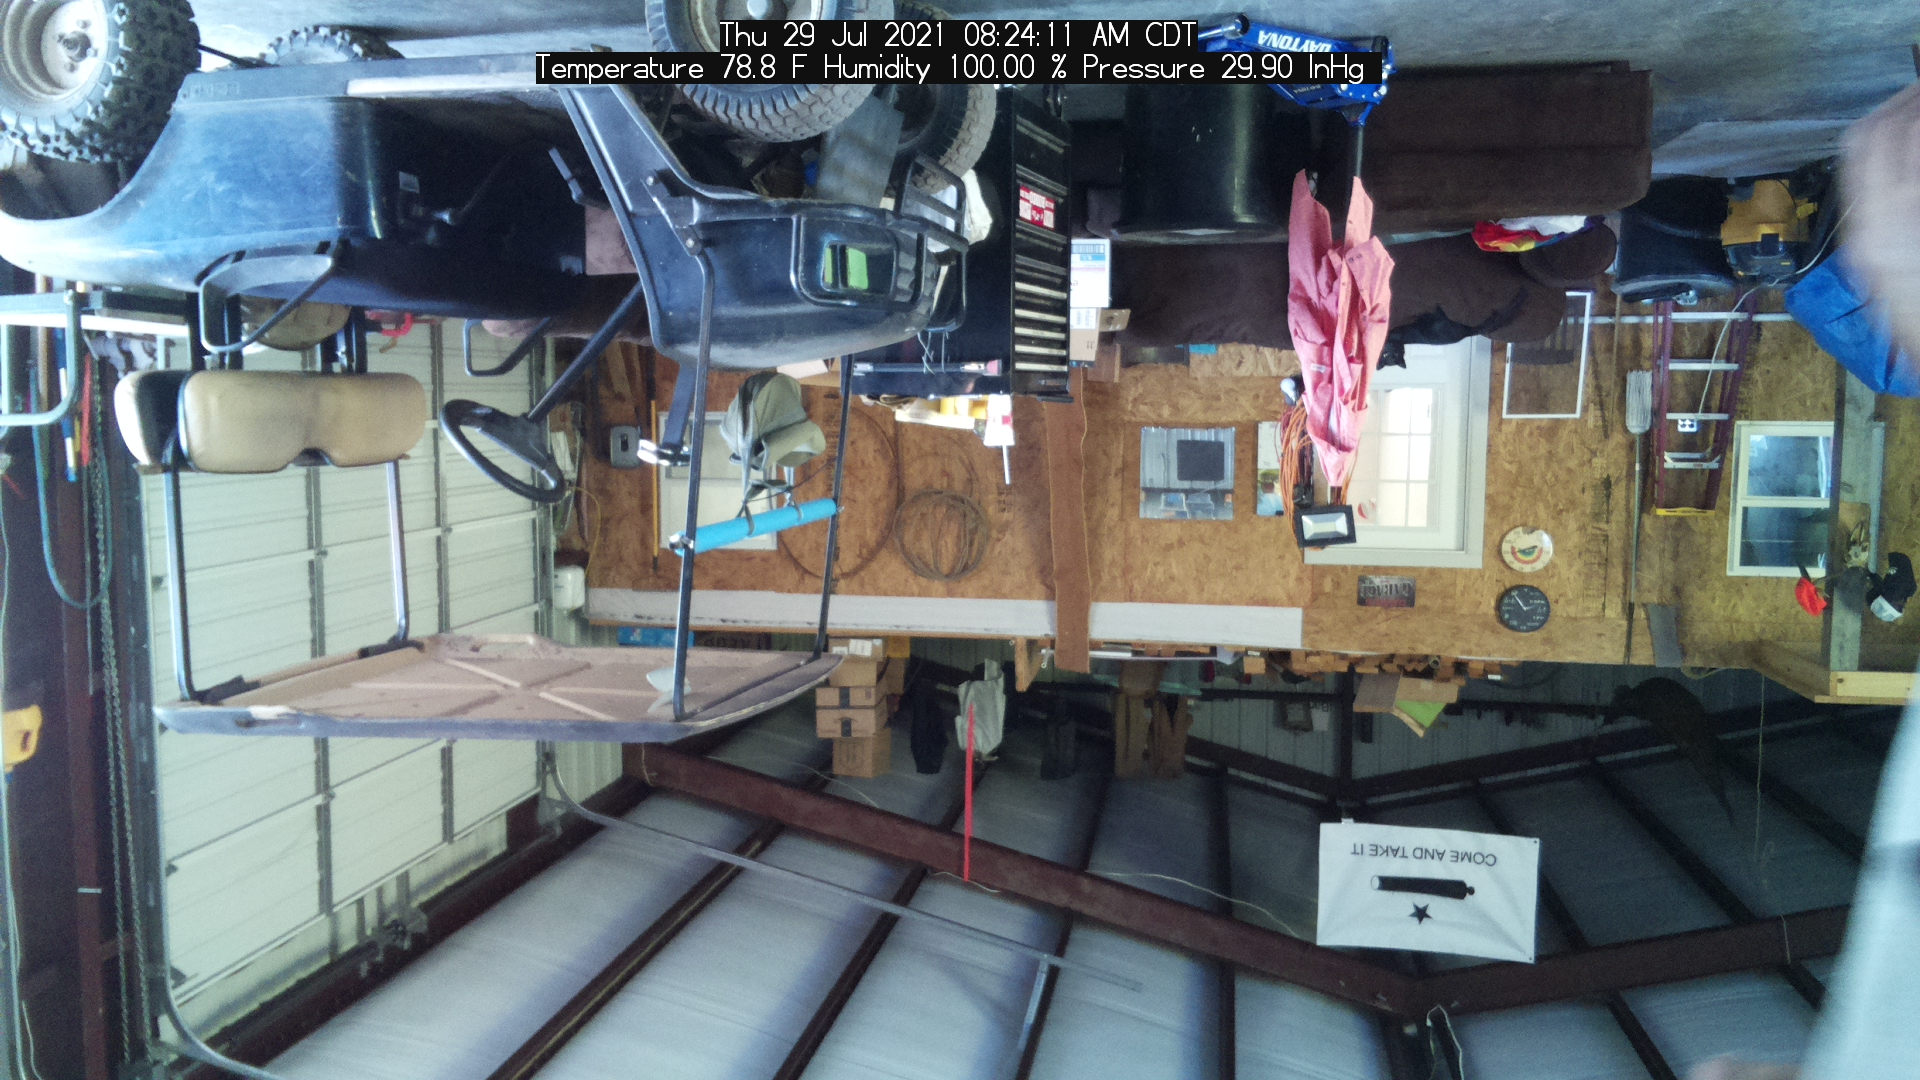 Thu 29 Jul 2021 08:24:11 AM CDT
Temperature 78.8 F Humidity 100.00 % Pressure 29.90 InHg
DAYTONA
COME AND TAKE IT